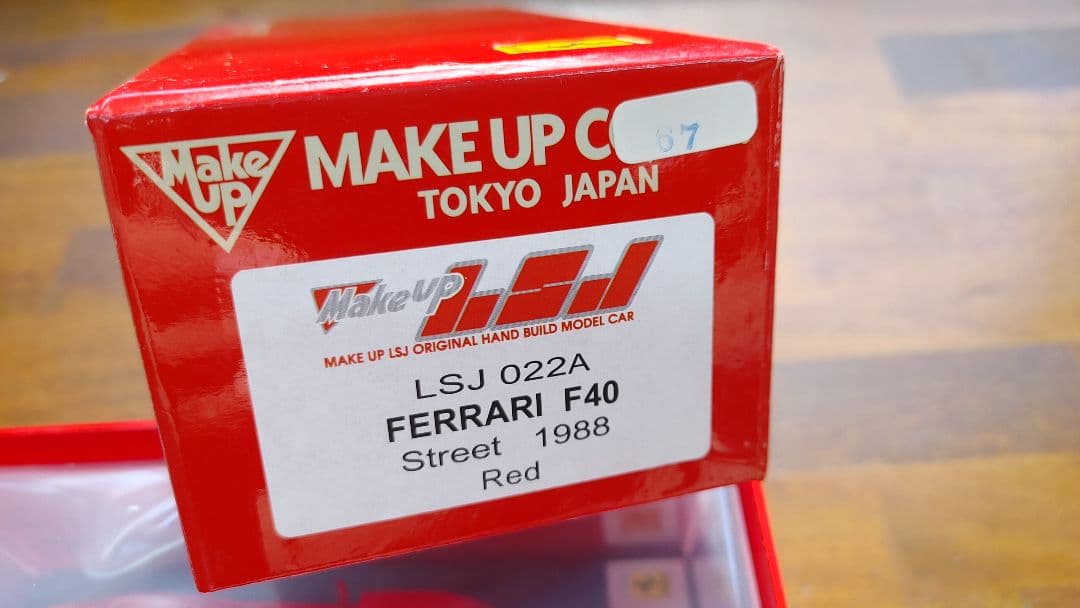 Make
UP
MAKE UP C
67
TOKYO JAPAN
Make up LSJ
MAKE UP LSJ ORIGINAL HAND BUILD MODEL CAR
LSJ 022A
FERRARI F40
Street 1988
Red